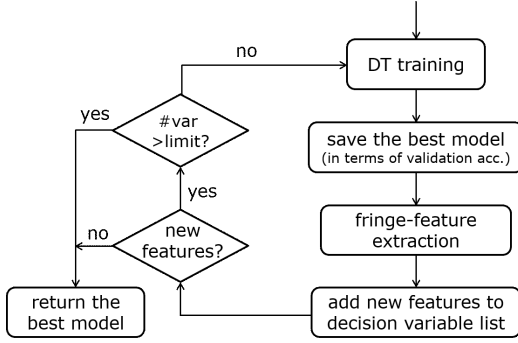 no
DT training
yes
#var
>limit?
save the best model
(in terms of validation acc.)
yes
fringe-feature
extraction
no
new
features?
return the
best model
add new features to
decision variable list